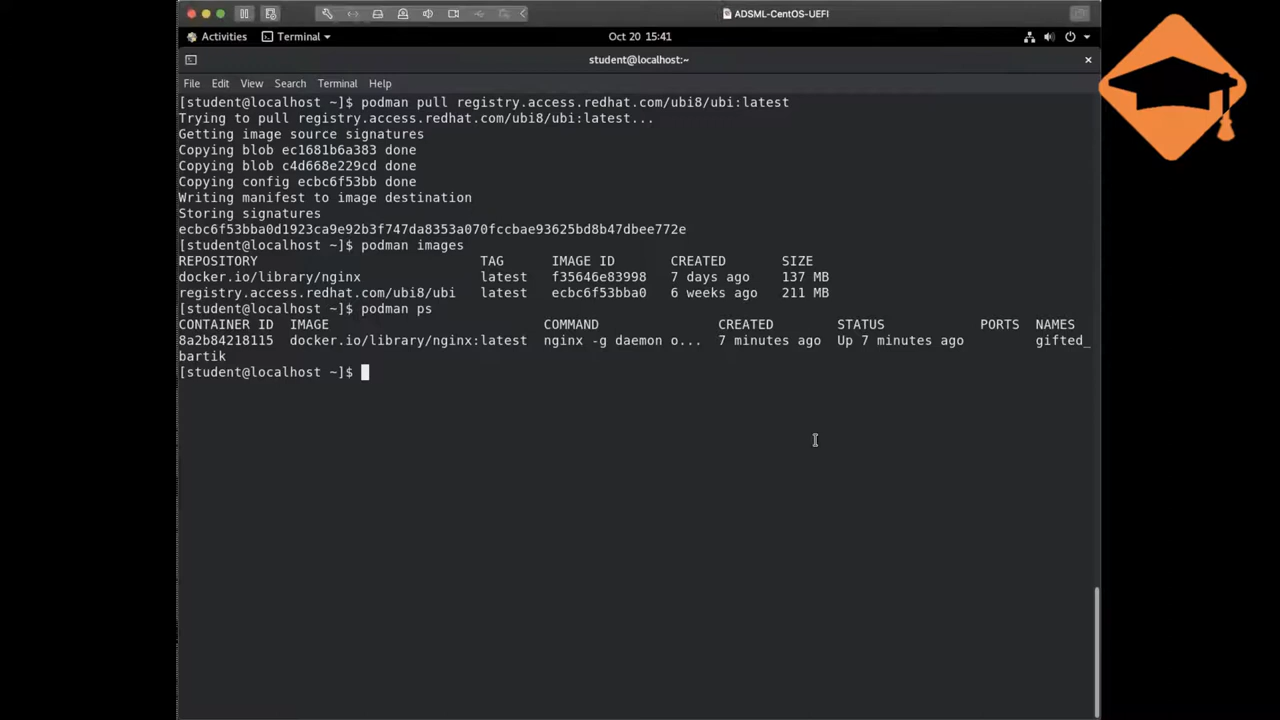 ADSML-CentOS-UEFI
Activities Terminal Oct 20 15:41
student@localhost:~
File Edit View Search Terminal Help
[student@localhost ~]$ podman pull registry.access.redhat.com/ubi8/ubi:latest
Trying to pull registry.access.redhat.com/ubi8/ubi:latest...
Getting image source signatures
Copying blob ec1681b6a383 done
Copying blob c4d668e229cd done
Copying config ecbc6f53bb done
Writing manifest to image destination
Storing signatures
ecbc6f53bba0d1923ca9e92b3f747da8353a070fccbae93625bd8b47dbee772e
[student@localhost ~]$ podman images
REPOSITORY TAG IMAGE ID CREATED SIZE
docker.io/library/nginx latest f35646e83998 7 days ago 137 MB
registry.access.redhat.com/ubi8/ubi latest ecbc6f53bba0 6 weeks ago 211 MB
[student@localhost ~]$ podman ps
CONTAINER ID IMAGE COMMAND CREATED STATUS PORTS NAMES
8a2b84218115 docker.io/library/nginx:latest nginx -g daemon o... 7 minutes ago Up 7 minutes ago gifted_
bartik
[student@localhost ~]$